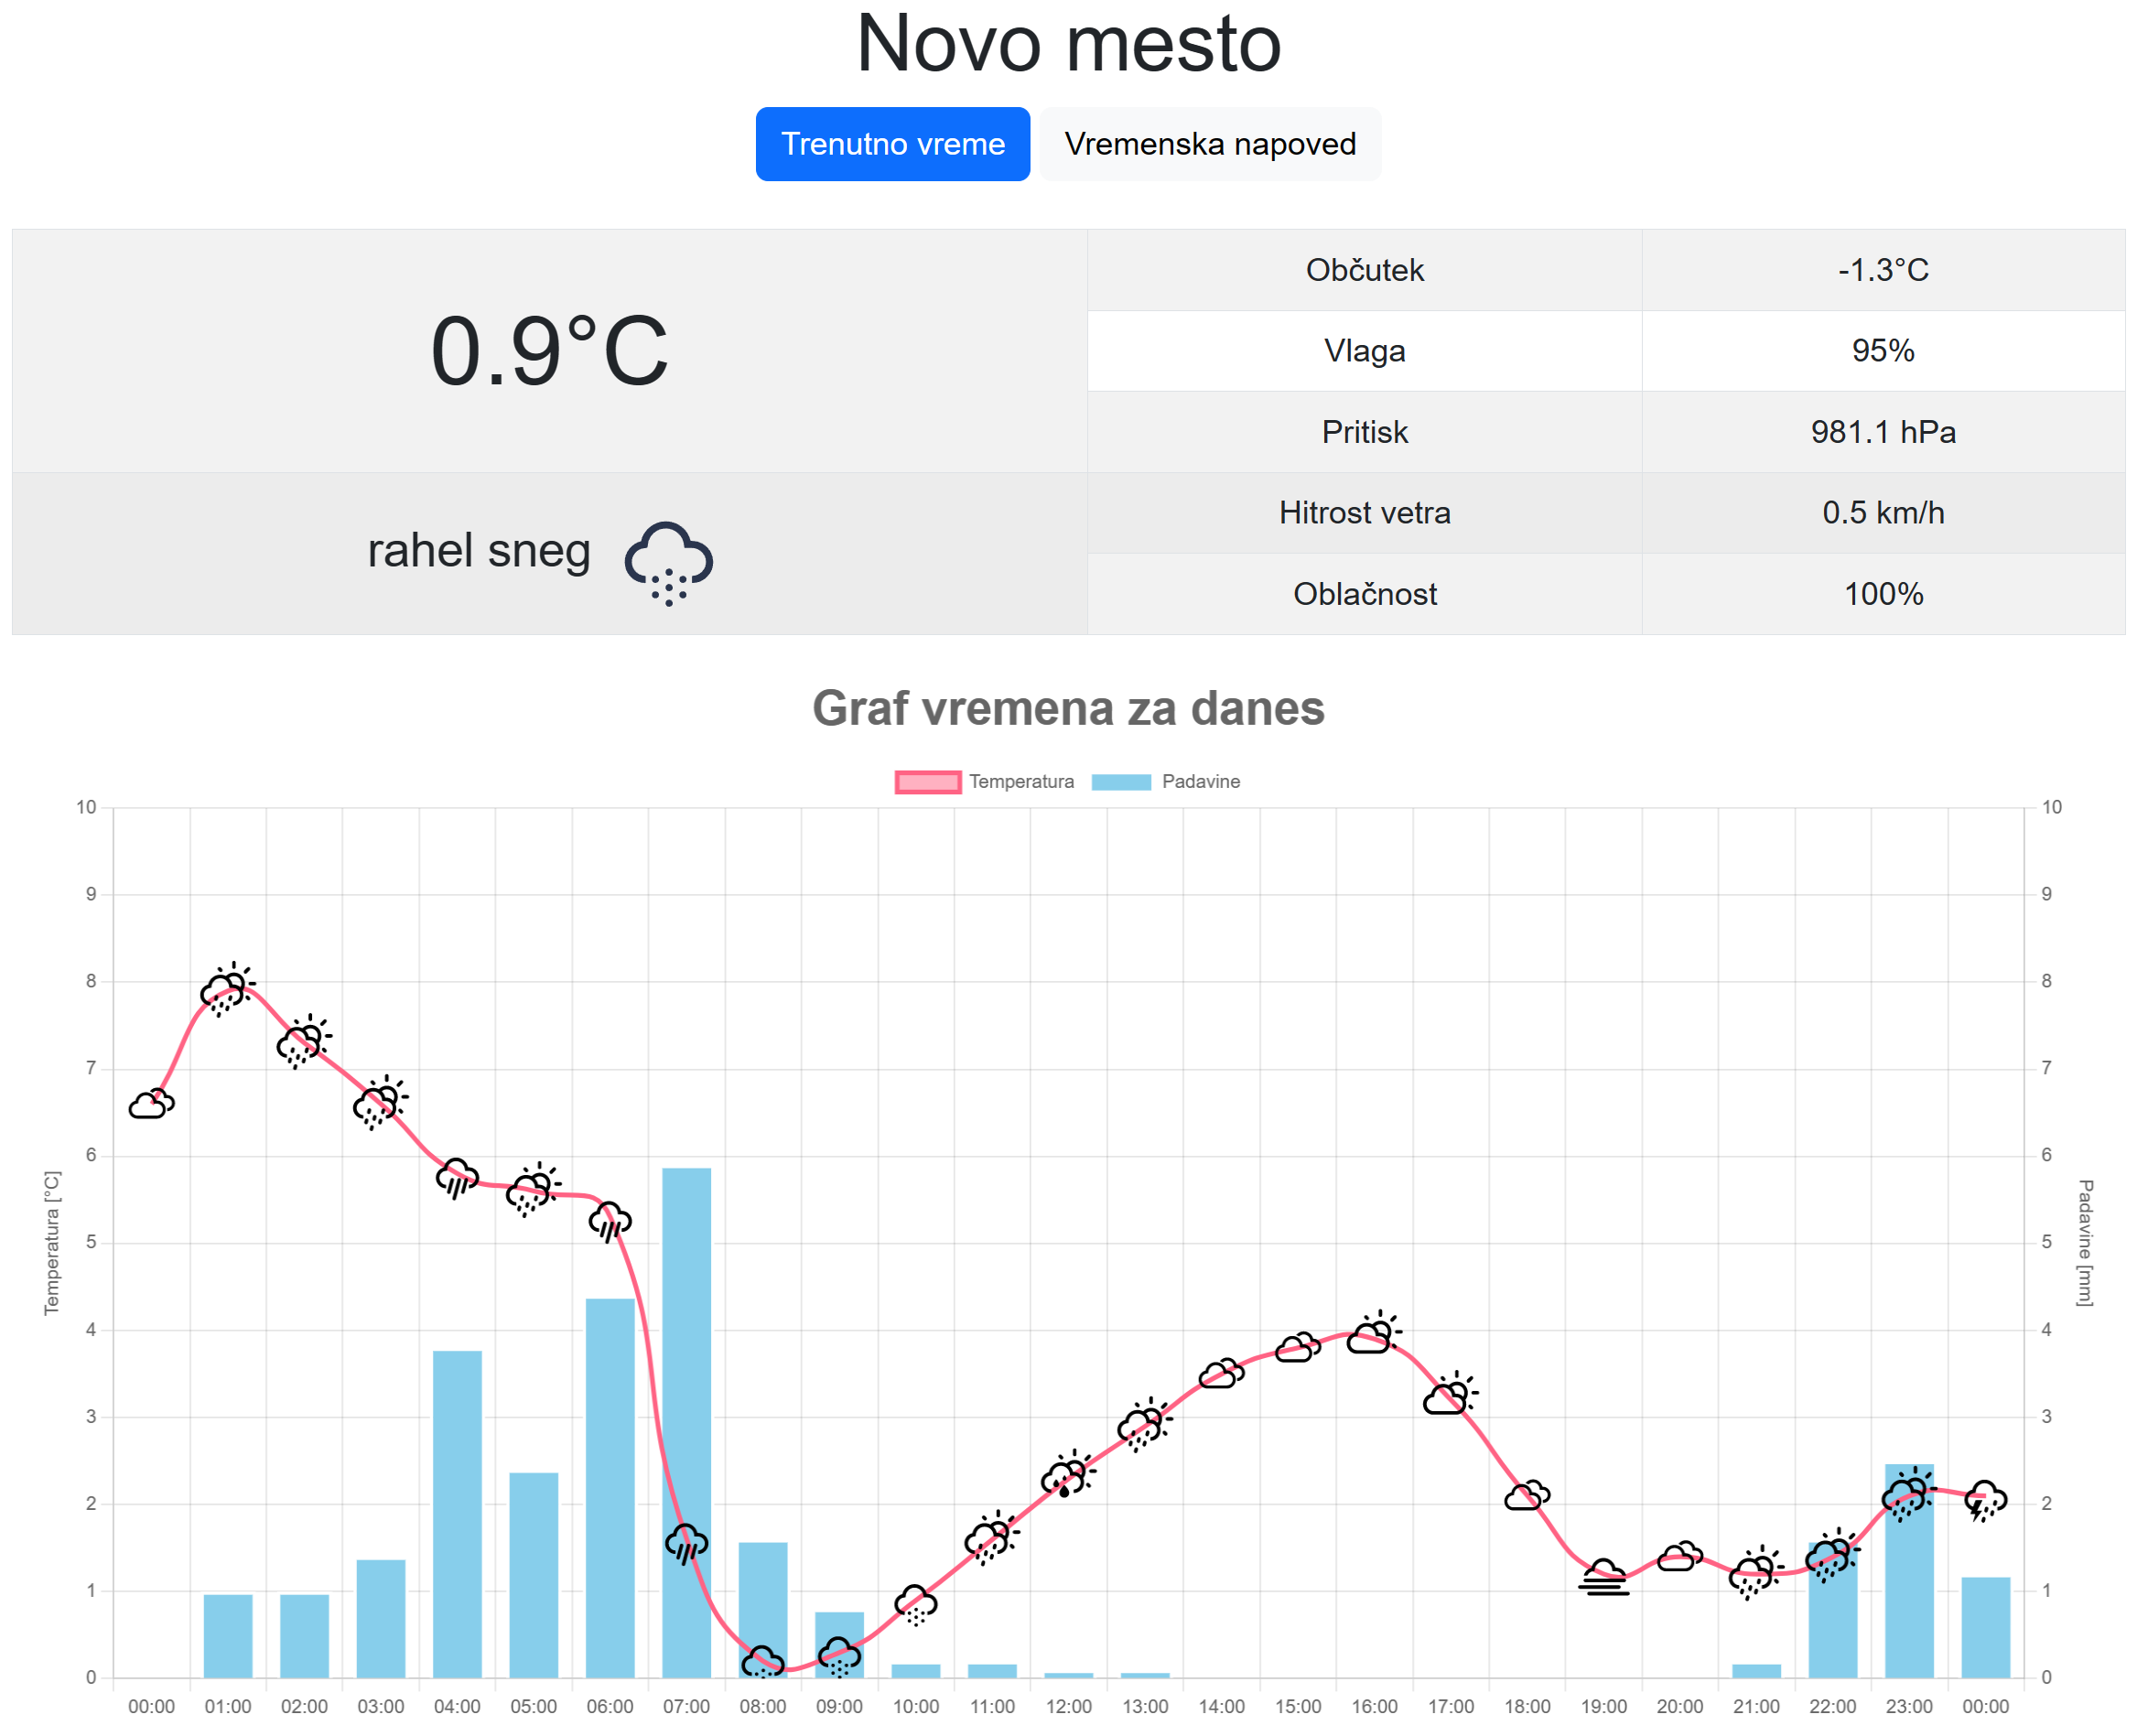 Novo mesto
Trenutno vreme Vremenska napoved
0.9°C
rahel sneg
Občutek -1.3°C
Vlaga 95%
Pritisk 981.1 hPa
Hitrost vetra 0.5 km/h
Oblačnost 100%
Graf vremena za danes
Temperatura Padavine
Temperatura [°C]
10
9
8
7
6
5
4
3
2
1
0
10
9
8
7
6
5
4
3
2
1
0
Padavine [mm]
00:00 01:00 02:00 03:00 04:00 05:00 06:00 07:00 08:00 09:00 10:00 11:00 12:00 13:00 14:00 15:00 16:00 17:00 18:00 19:00 20:00 21:00 22:00 23:00 00:00